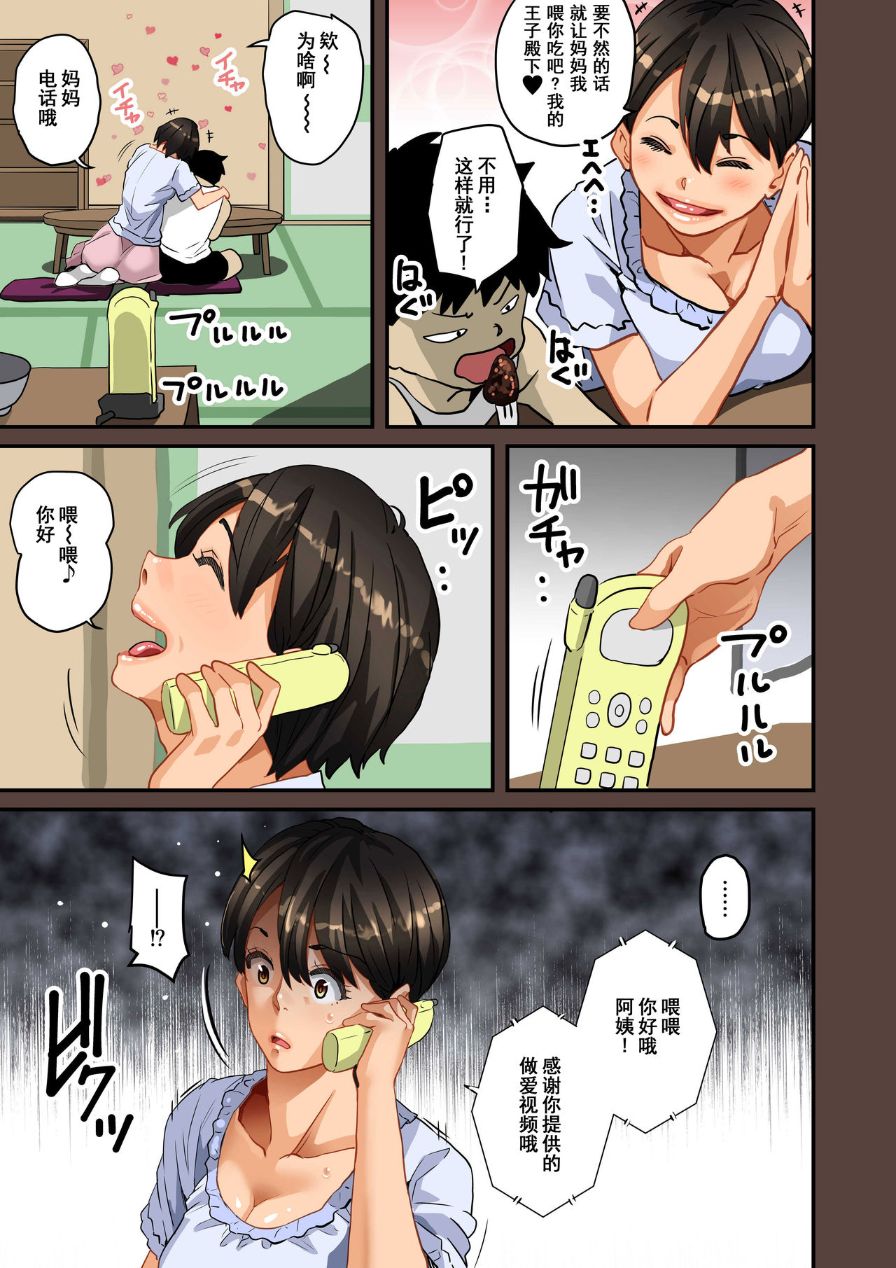 要不然的话
就让妈妈我
喂你吃吧？我的
王子殿下♥
エヘヘ…
不用…
这样就行了！
はぐ
はぐ
欸～
为啥啊～～～
イチャ
イチャ
妈妈
电话哦
プルルル
プルルル
ガチャ…
プルルル
ピッ…
喂～喂♪
你好
……
喂喂
你好哦
阿姨！
感谢你提供的
做爱视频哦
——!?
ビクッ